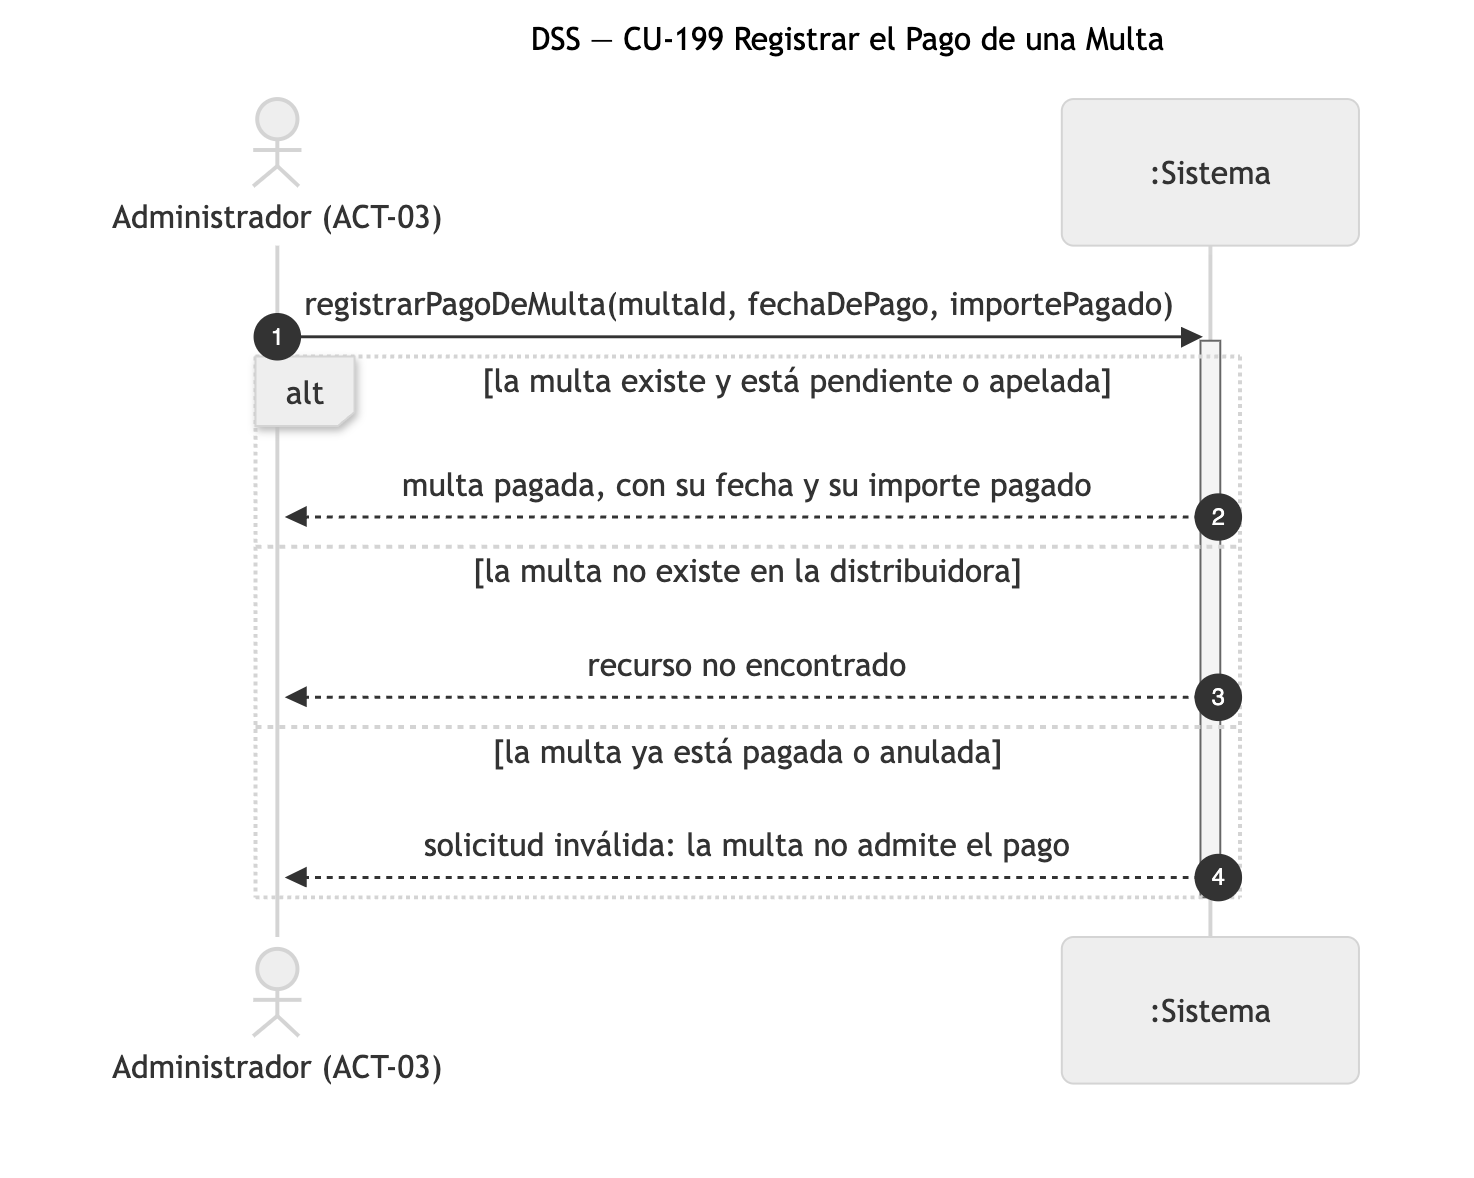 DSS — CU-199 Registrar el Pago de una Multa
Administrador (ACT-03)
:Sistema
registrarPagoDeMulta(multaId, fechaDePago, importePagado)
1
alt
[la multa existe y está pendiente o apelada]
multa pagada, con su fecha y su importe pagado
2
[la multa no existe en la distribuidora]
recurso no encontrado
3
[la multa ya está pagada o anulada]
solicitud inválida: la multa no admite el pago
4
Administrador (ACT-03)
:Sistema